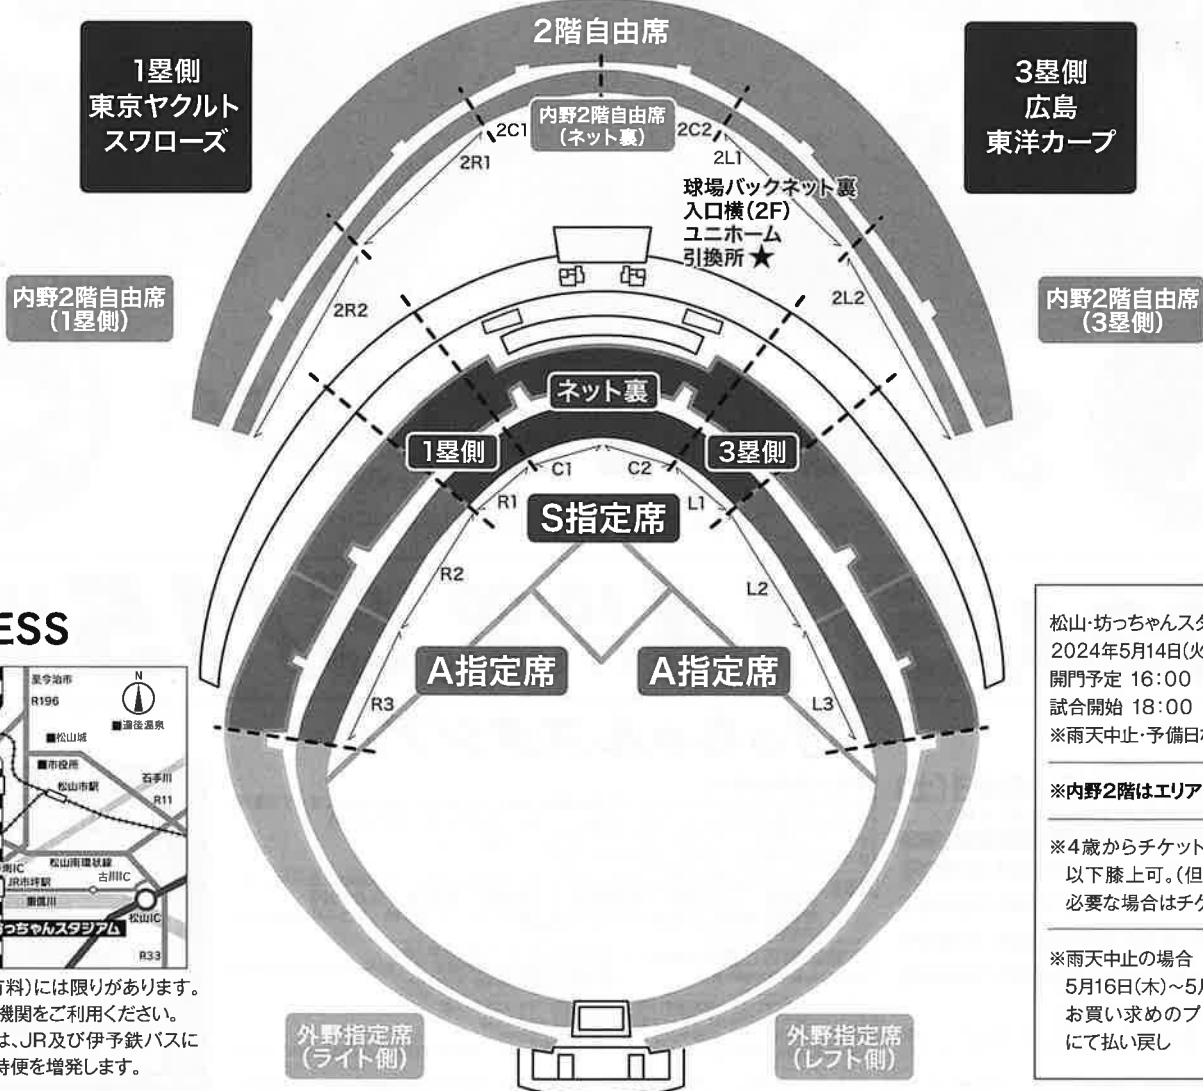 1塁側
東京ヤクルト
スワローズ
2階自由席
3塁側
広島
東洋カープ
内野2階自由席
(ネット裏)
2C1
2C2
2R1
2L1
球場バックネット裏
入口横(2F)
ユニホーム
引換所★
内野2階自由席
(1塁側)
2R2
2L2
内野2階自由席
(3塁側)
ネット裏
1塁側
3塁側
C1
C2
R1
L1
S指定席
R2
L2
A指定席
A指定席
R3
L3
外野指定席
(ライト側)
外野指定席
(レフト側)
ESS
至今治市
R196
N
■道後温泉
■松山城
■市役所
松山市駅
石手川
R11
松山南環状線
JR市坪駅
古川IC
重信川
松山IC
っちゃんスタジアム
R33
有料)には限りがあります。
機関をご利用ください。
は、JR及び伊予鉄バスに
時便を増発します。
松山・坊っちゃんスタ
2024年5月14日(火
開門予定 16:00
試合開始 18:00
※雨天中止・予備日
※内野2階はエリア
※4歳からチケット
以下膝上可。(但
必要な場合はチケ
※雨天中止の場合
5月16日(木)~5月
お買い求めのプ
にて払い戻し